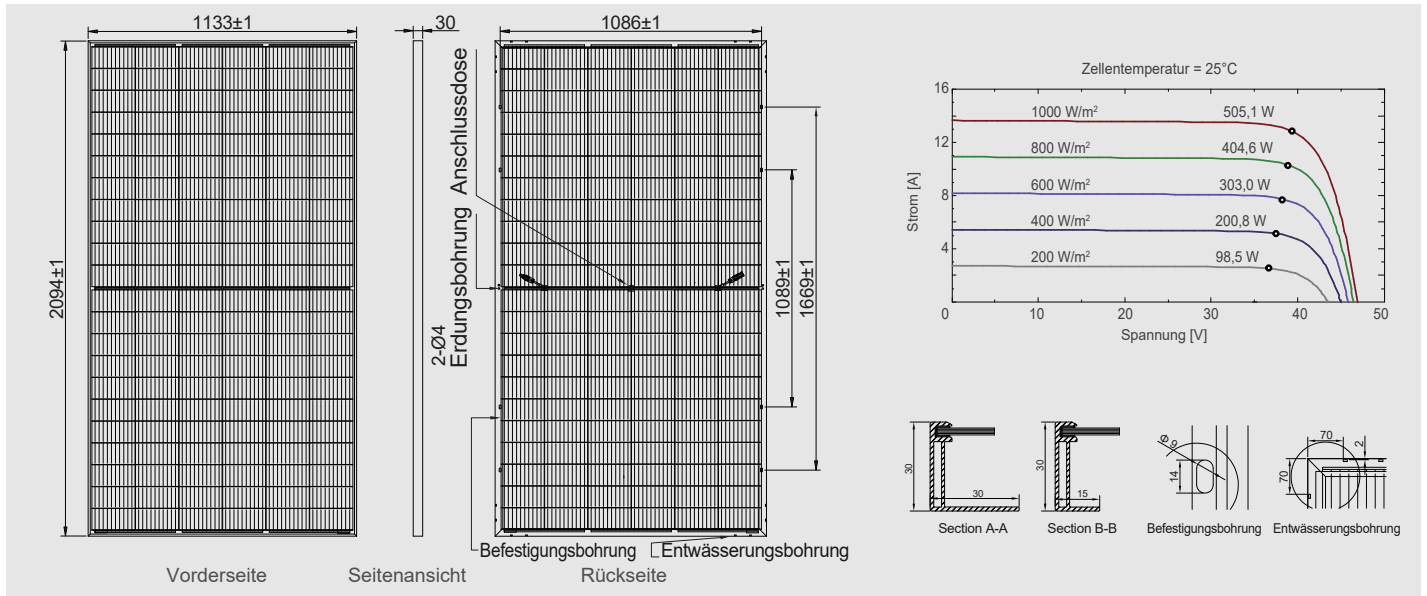 1133±1
30
1086±1
2094±1
Anschlussdose
2-Ø4
Erdungsbohrung
1089±1
1669±1
Befestigungsbohrung
Entwässerungsbohrung
Vorderseite
Seitenansicht
Rückseite
Zellentemperatur = 25°C
Strom [A]
16
12
8
4
1000 W/m²
505,1 W
800 W/m²
404,6 W
600 W/m²
303,0 W
400 W/m²
200,8 W
200 W/m²
98,5 W
0
10
20
30
40
50
Spannung [V]
30
30
Section A-A
30
15
Section B-B
Φ 9
14
Befestigungsbohrung
70
2
70
Entwässerungsbohrung